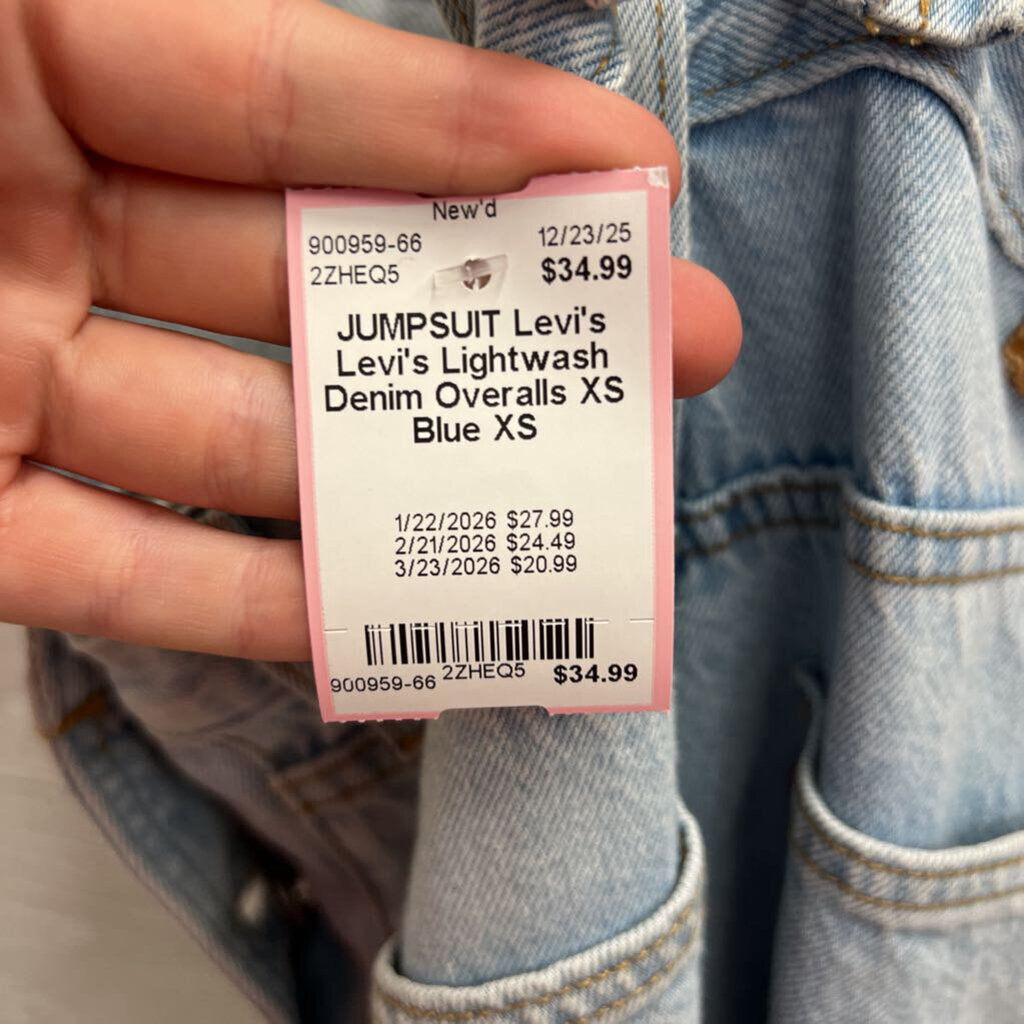 New'd
900959-66 12/23/25
2ZHEQ5 $34.99
JUMPSUIT Levi's
Levi's Lightwash
Denim Overalls XS
Blue XS
1/22/2026 $27.99
2/21/2026 $24.49
3/23/2026 $20.99
900959-66 2ZHEQ5 $34.99